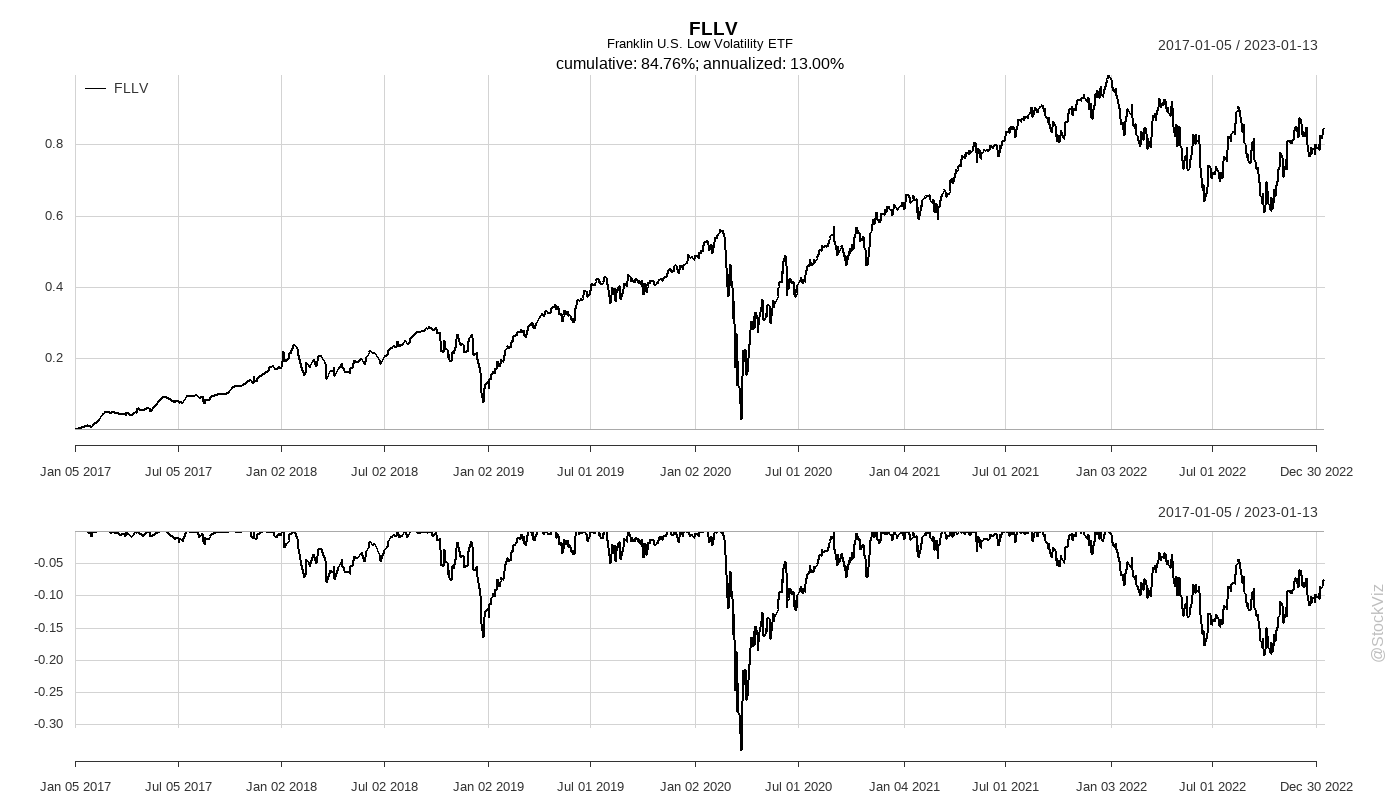 FLLV
Franklin U.S. Low Volatility ETF
cumulative: 84.76%; annualized: 13.00%
2017-01-05 / 2023-01-13
FLLV
0.8
0.6
0.4
0.2
Jan 05 2017 Jul 05 2017 Jan 02 2018 Jul 02 2018 Jan 02 2019 Jul 01 2019 Jan 02 2020 Jul 01 2020 Jan 04 2021 Jul 01 2021 Jan 03 2022 Jul 01 2022 Dec 30 2022
2017-01-05 / 2023-01-13
-0.05
-0.10
-0.15
-0.20
-0.25
-0.30
Jan 05 2017 Jul 05 2017 Jan 02 2018 Jul 02 2018 Jan 02 2019 Jul 01 2019 Jan 02 2020 Jul 01 2020 Jan 04 2021 Jul 01 2021 Jan 03 2022 Jul 01 2022 Dec 30 2022
@StockViz